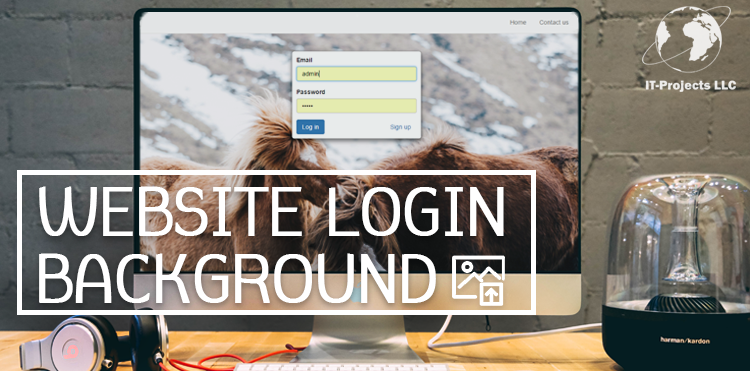 Home Contact us
IT-Projects LLC
Email
admin
Password
•••••
Log in Sign up
WEBSITE LOGIN
BACKGROUND
harman/kardon